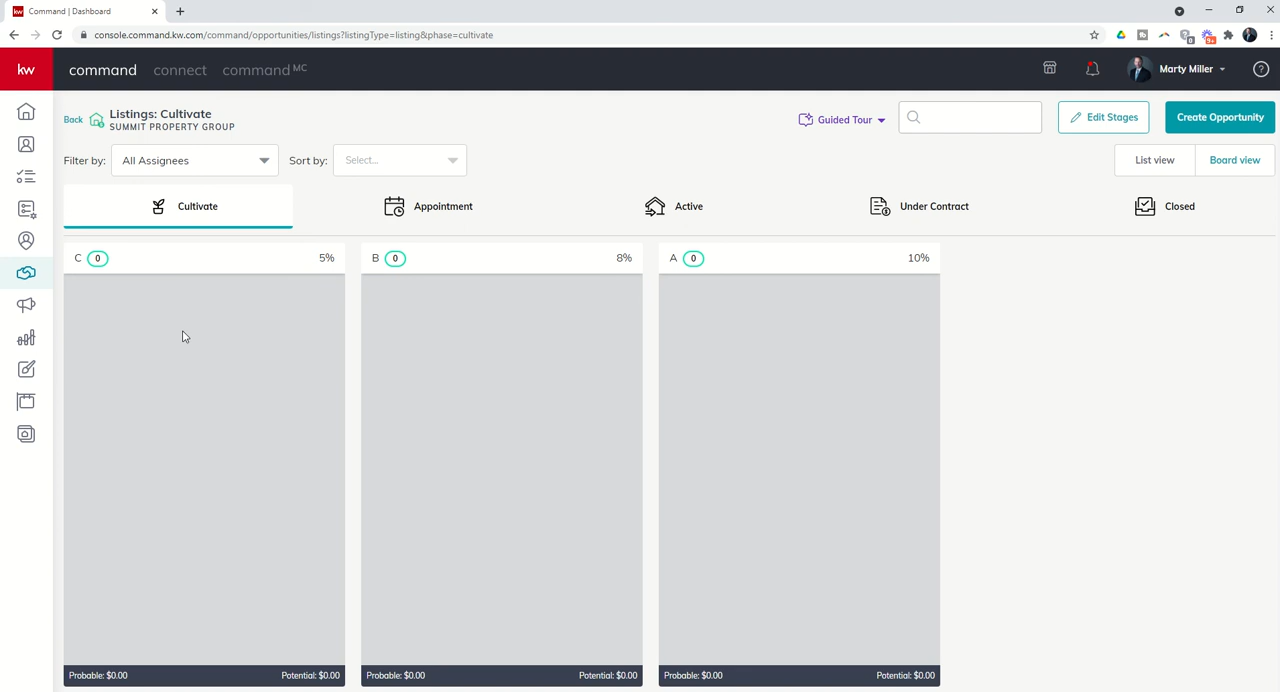 Command | Dashboard
console.command.kw.com/command/opportunities/listings?listingType=listing&phase=cultivate
kw command connect command MC Marty Miller
Back Listings: Cultivate
SUMMIT PROPERTY GROUP
Guided Tour Edit Stages Create Opportunity
Filter by: All Assignees Sort by: Select... List view Board view
Cultivate Appointment Active Under Contract Closed
C 0 5% B 0 8% A 0 10%
Probable: $0.00 Potential: $0.00 Probable: $0.00 Potential: $0.00 Probable: $0.00 Potential: $0.00